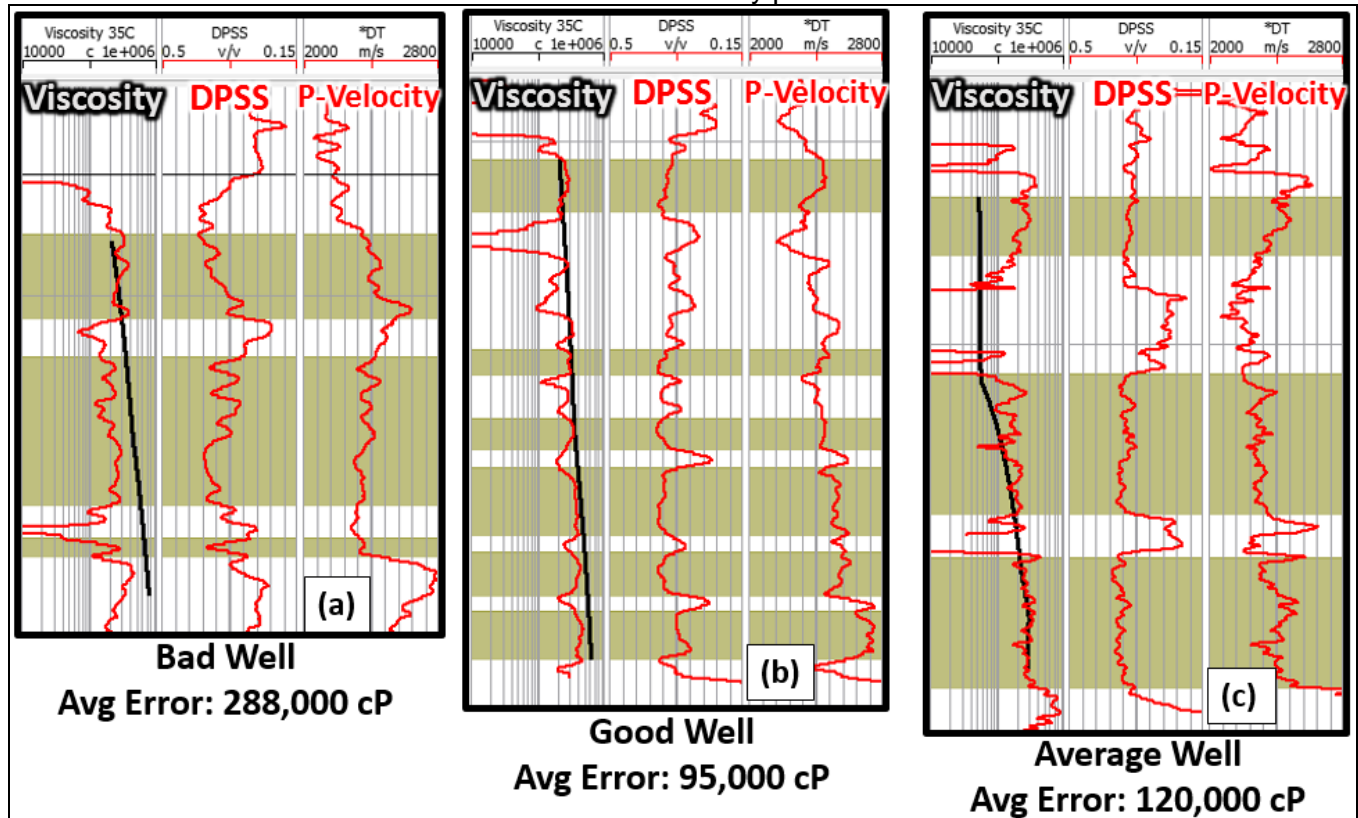 Viscosity 35C DPSS *DT
10000 c 1e+006 0.5 v/v 0.15 2000 m/s 2800
Viscosity DPSS P-Velocity
(a)
Bad Well
Avg Error: 288,000 cP
Viscosity 35C DPSS *DT
10000 c 1e+006 0.5 v/v 0.15 2000 m/s 2800
Viscosity DPSS P-Velocity
(b)
Good Well
Avg Error: 95,000 cP
Viscosity 35C DPSS *DT
10000 c 1e+006 0.5 v/v 0.15 2000 m/s 2800
Viscosity DPSS P-Velocity
(c)
Average Well
Avg Error: 120,000 cP